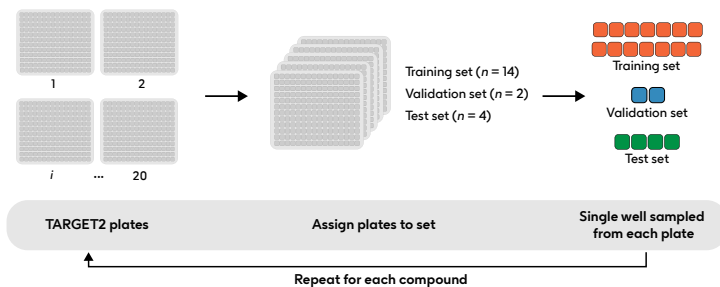 1
2
i
...
20
Training set (n = 14)
Validation set (n = 2)
Test set (n = 4)
Training set
Validation set
Test set
TARGET2 plates
Assign plates to set
Single well sampled
from each plate
Repeat for each compound